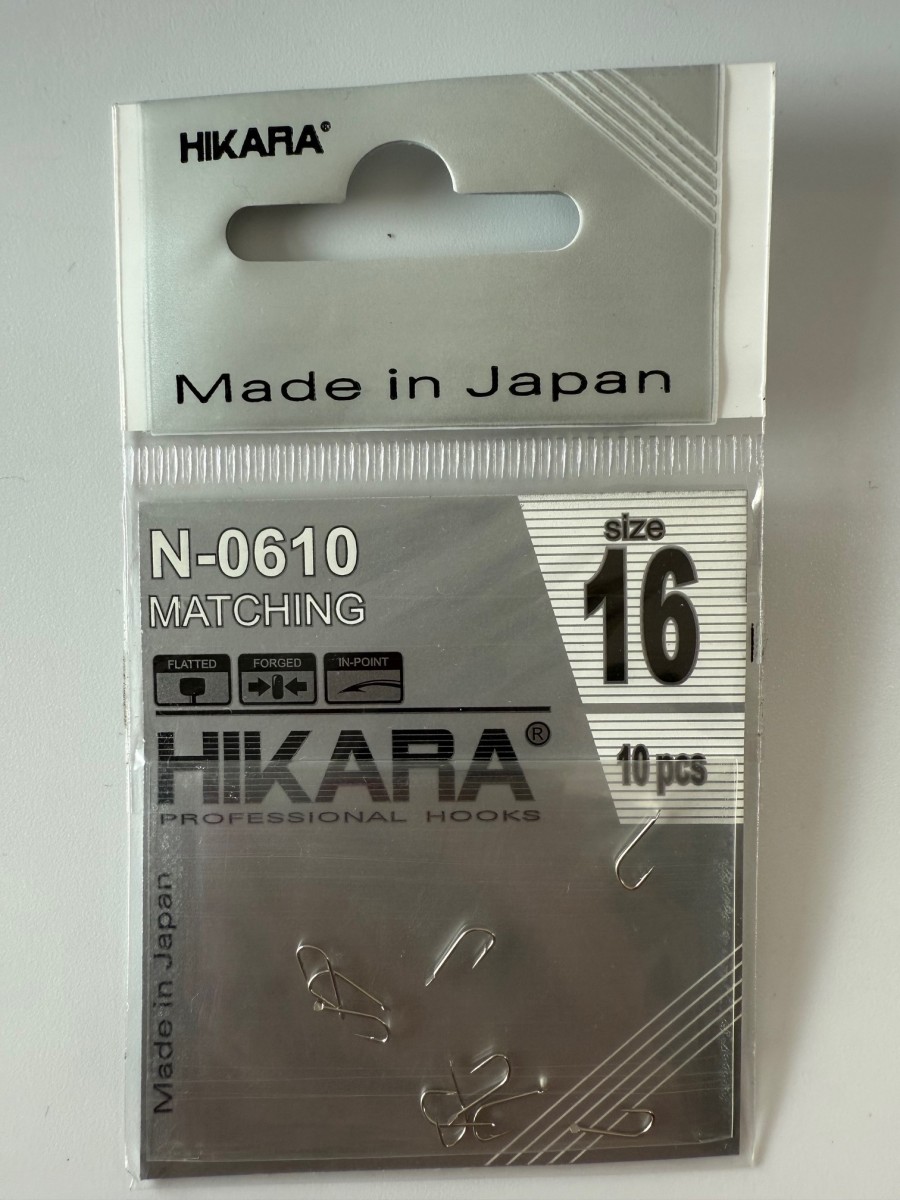 HIKARA®
Made in Japan
N-0610
MATCHING
size
16
FLATTED
FORGED
IN-POINT
HIKARA®
PROFESSIONAL HOOKS
10 pcs
Made in Japan